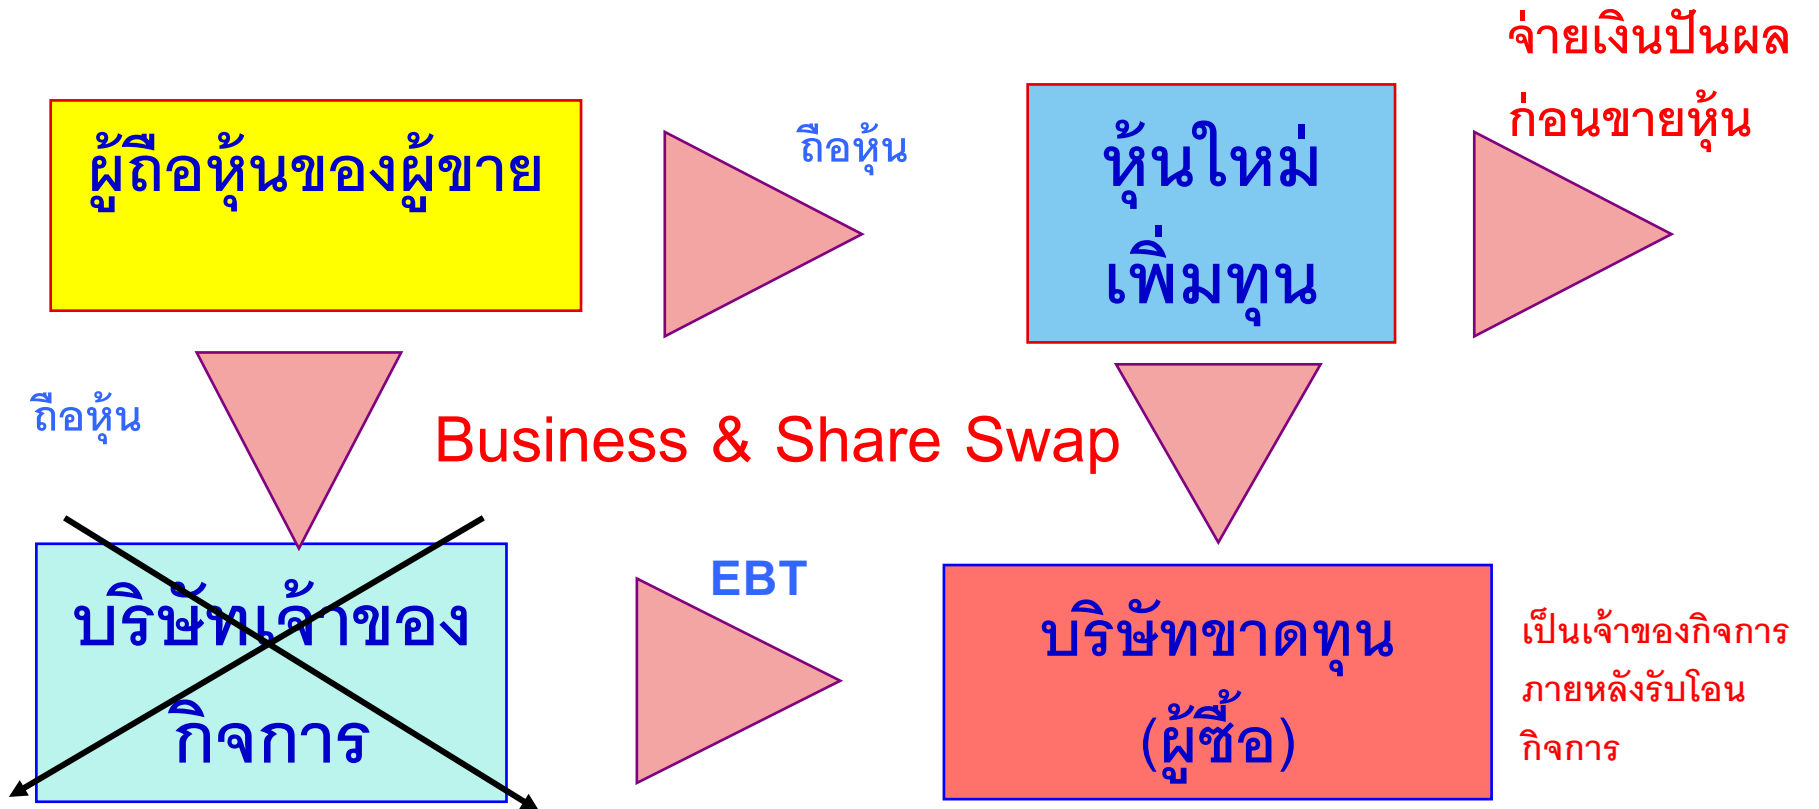 จ่ายเงินปันผล
ก่อนขายหุ้น
ผู้ถือหุ้นของผู้ขาย
ถือหุ้น
หุ้นใหม่
เพิ่มทุน
ถือหุ้น
Business & Share Swap
บริษัทเจ้าของ
กิจการ
EBT
บริษัทขาดทุน
(ผู้ซื้อ)
เป็นเจ้าของกิจการ
ภายหลังรับโอน
กิจการ